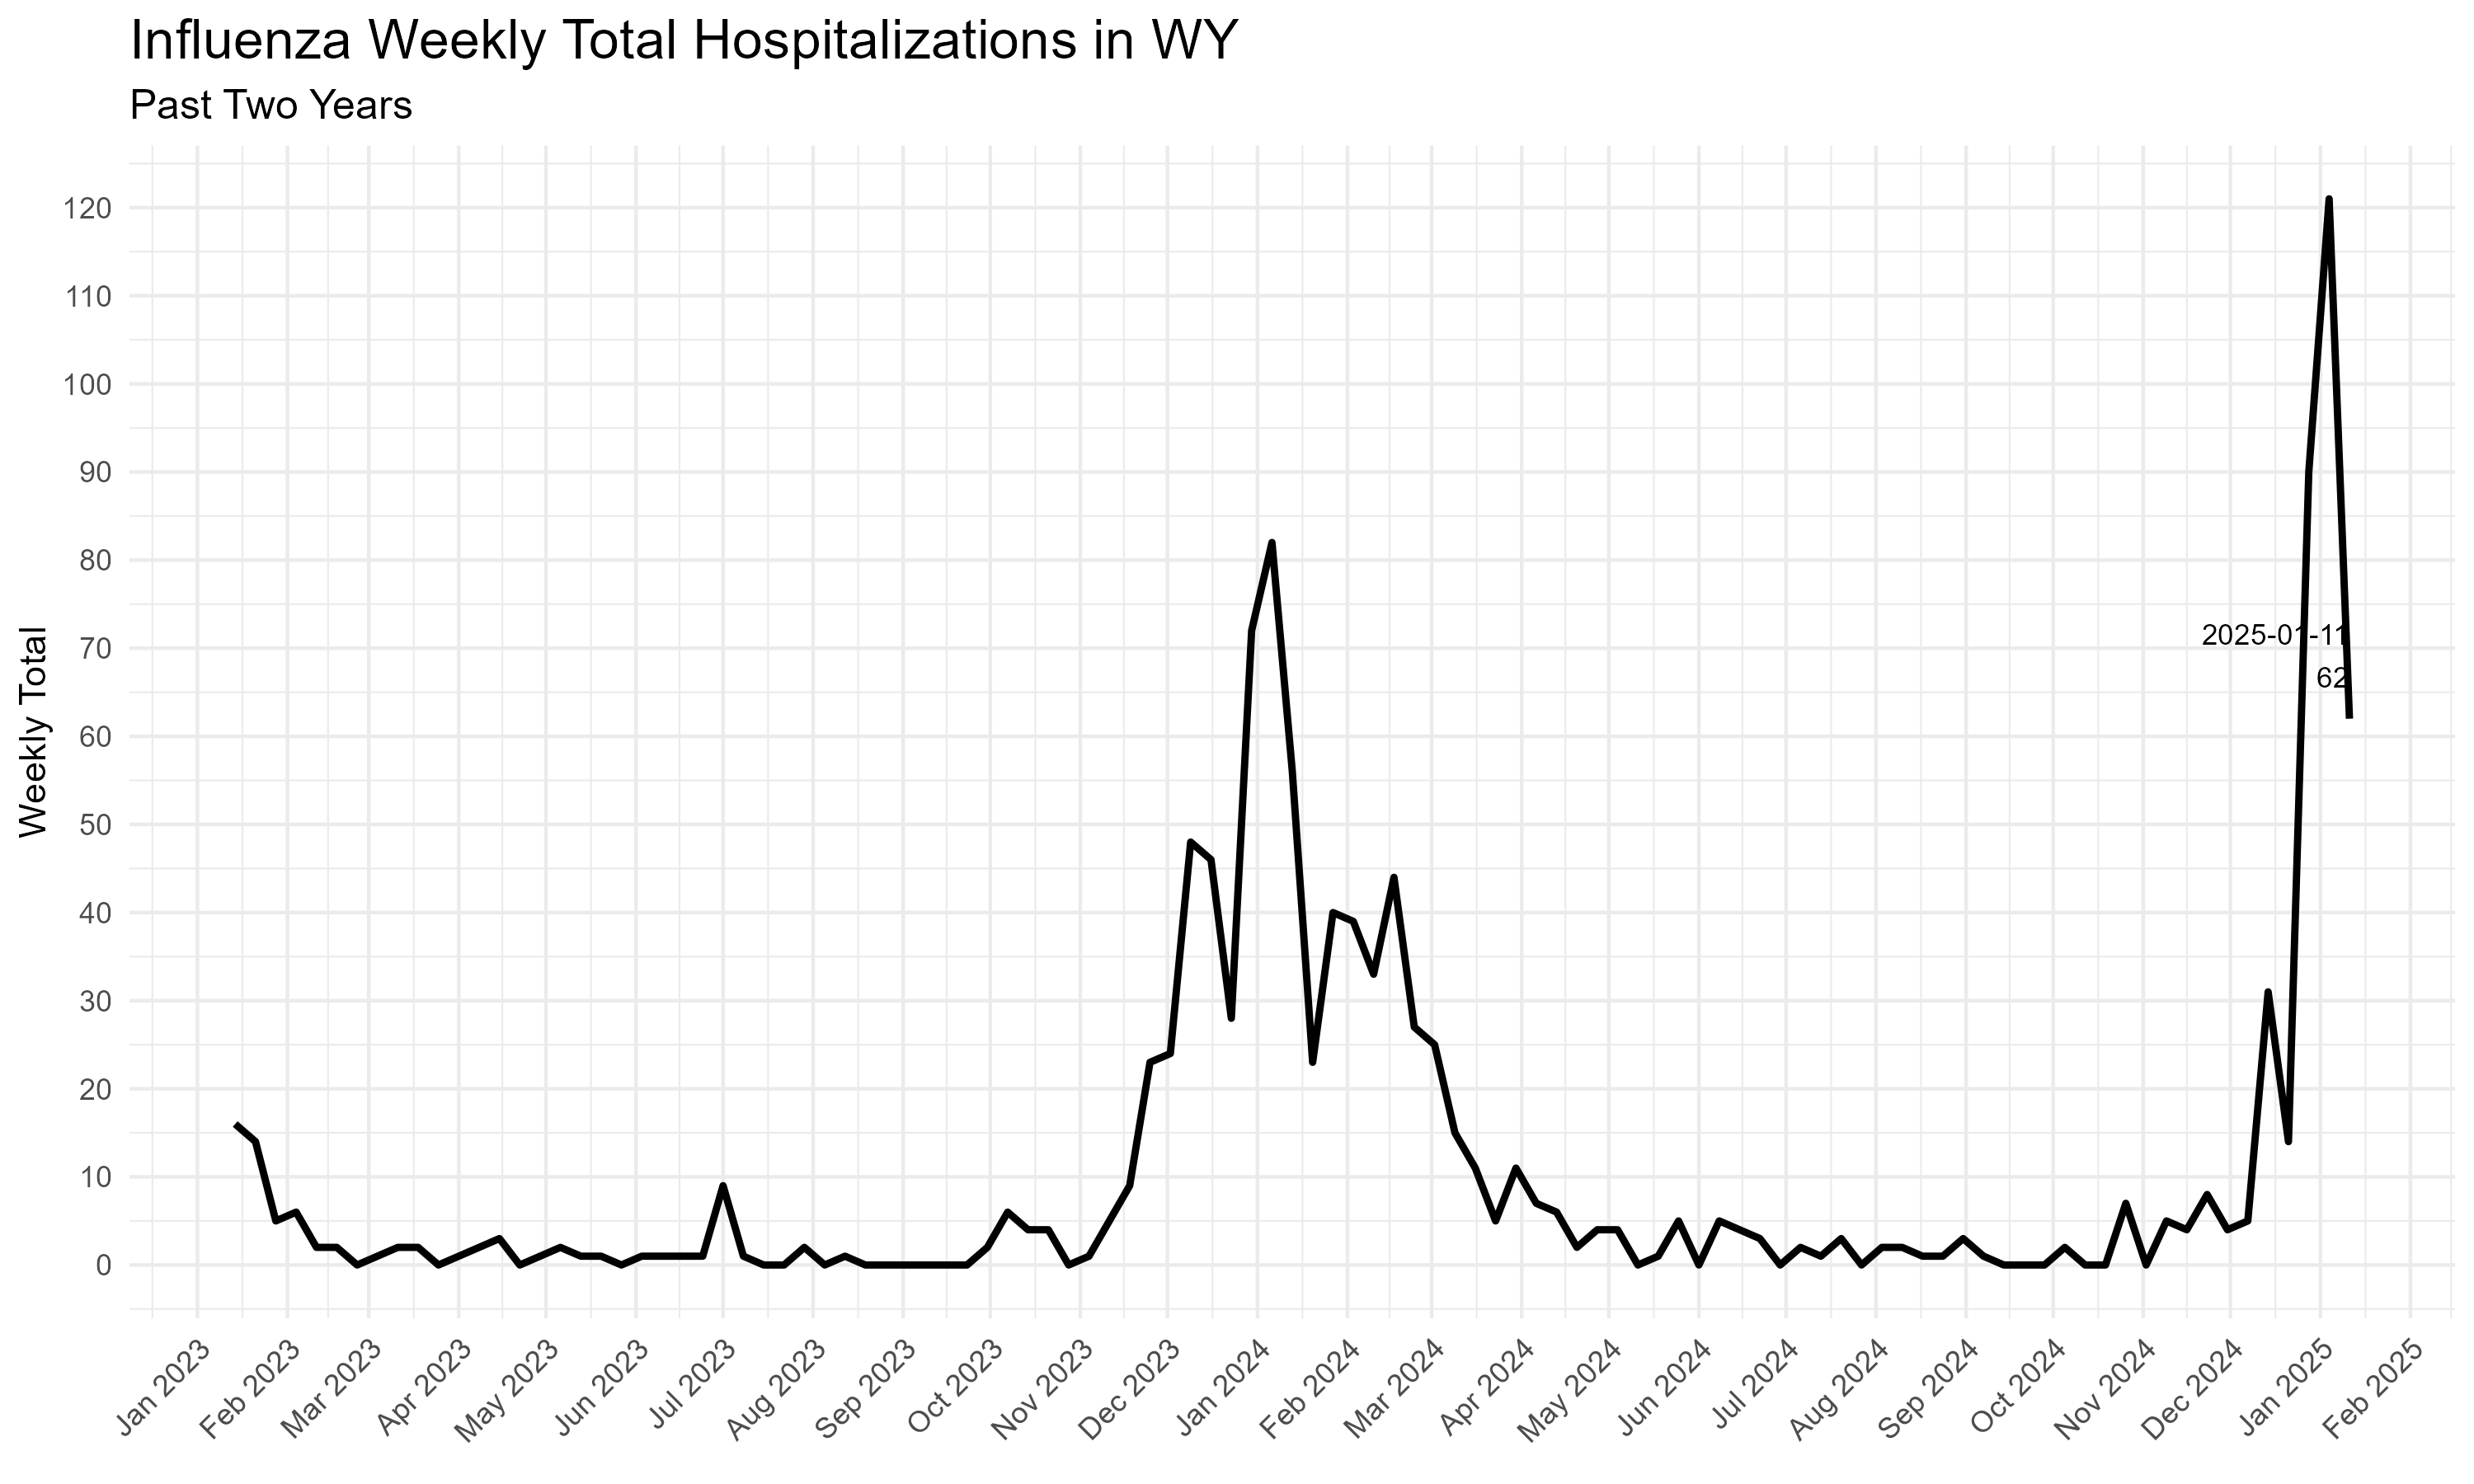 Influenza Weekly Total Hospitalizations in WY
Past Two Years
Weekly Total
120
110
100
90
80
70
60
50
40
30
20
10
0
2025-01-11
62
Jan 2023
Feb 2023
Mar 2023
Apr 2023
May 2023
Jun 2023
Jul 2023
Aug 2023
Sep 2023
Oct 2023
Nov 2023
Dec 2023
Jan 2024
Feb 2024
Mar 2024
Apr 2024
May 2024
Jun 2024
Jul 2024
Aug 2024
Sep 2024
Oct 2024
Nov 2024
Dec 2024
Jan 2025
Feb 2025